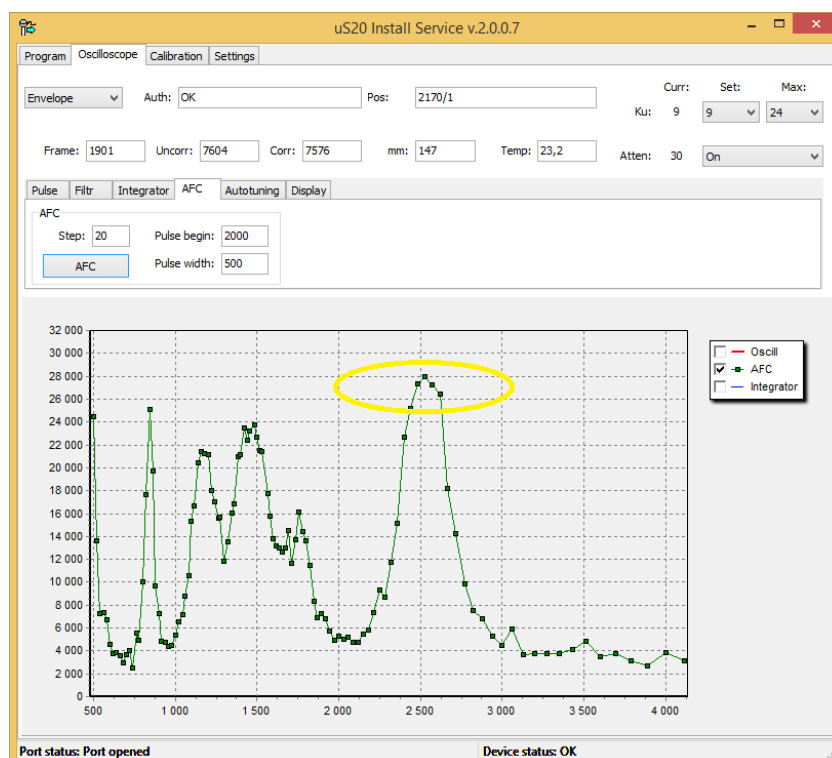 uS20 Install Service v.2.0.0.7
Program Oscilloscope Calibration Settings
Curr: Set: Max:
Envelope Auth: OK Pos: 2170/1
Ku: 9 9 24
Frame: 1901 Uncorr: 7604 Corr: 7576 mm: 147 Temp: 23,2
Atten: 30 On
Pulse Filtr Integrator AFC Autotuning Display
AFC
Step: 20 Pulse begin: 2000
AFC Pulse width: 500
32 000
30 000
28 000
26 000
24 000
22 000
20 000
18 000
16 000
14 000
12 000
10 000
8 000
6 000
4 000
2 000
0
500 1 000 1 500 2 000 2 500 3 000 3 500 4 000
Oscill
AFC
Integrator
Port status: Port opened Device status: OK